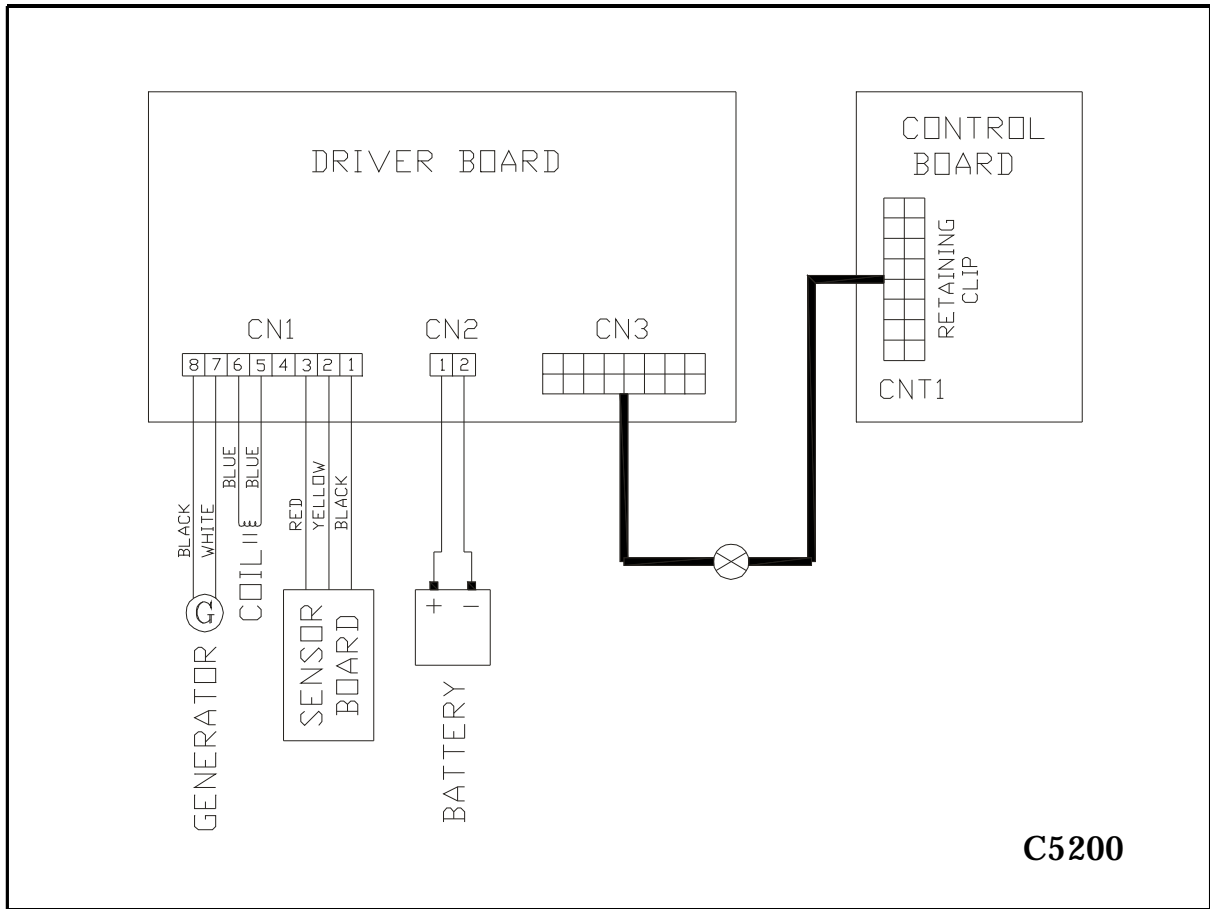 DRIVER BOARD
CONTROL
BOARD
RETAINING
CLIP
CNT1
CN1
CN2
CN3
8 7 6 5 4 3 2 1
1 2
BLACK
WHITE
BLUE
BLUE
RED
YELLOW
BLACK
G
GENERATOR
COIL
SENSOR
BOARD
+ −
BATTERY
C5200